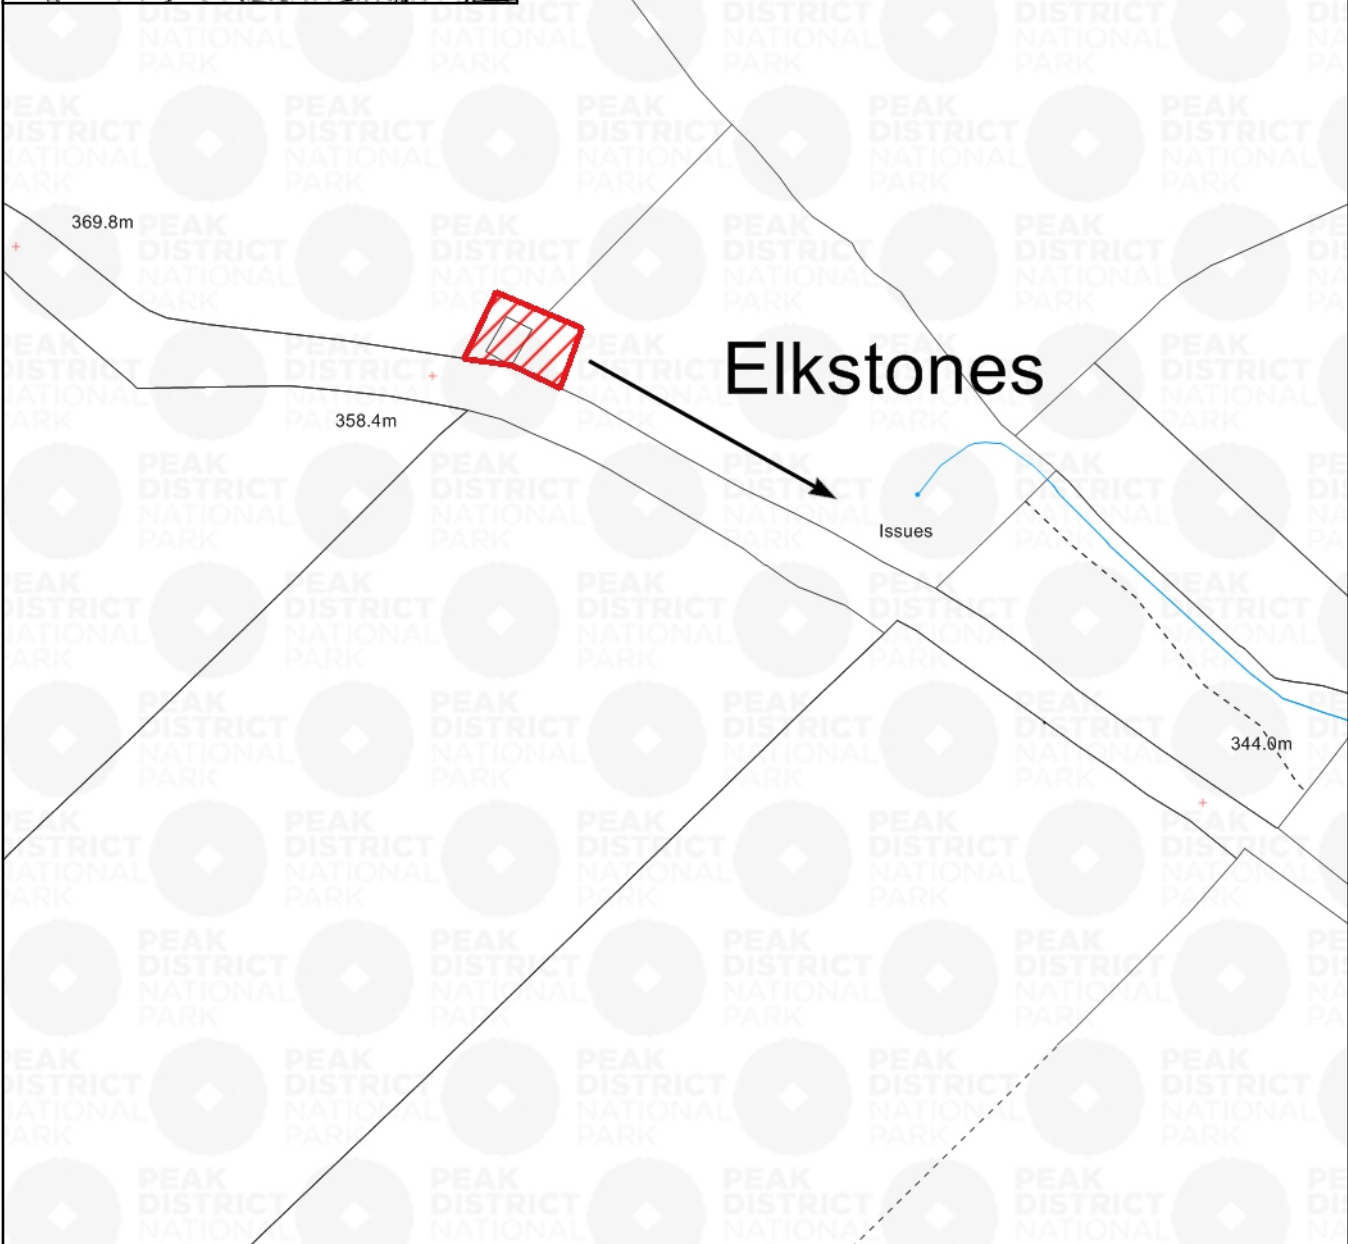 369.8m
Elkstones
358.4m
Issues
344.0m
PEAK
DISTRICT
NATIONAL
PARK